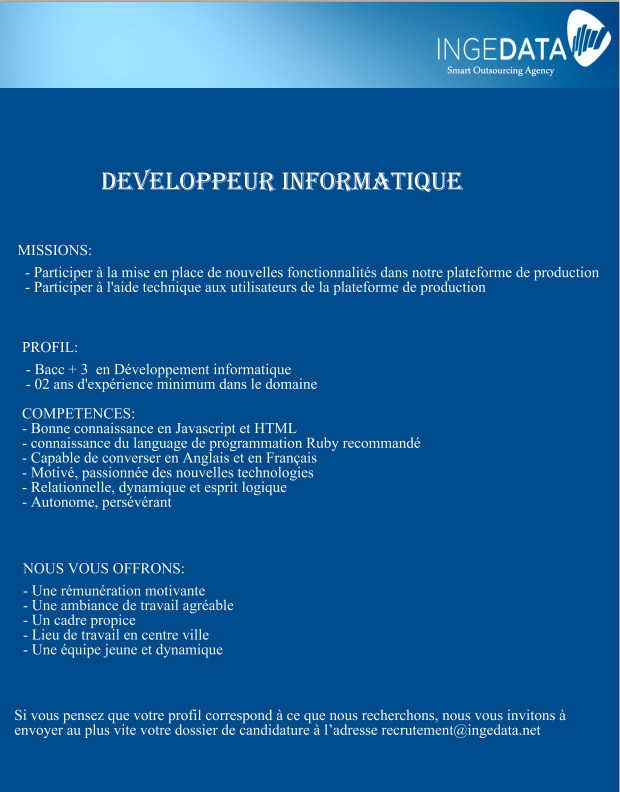 INGEDATA
Smart Outsourcing Agency
DEVELOPPEUR INFORMATIQUE
MISSIONS:
- Participer à la mise en place de nouvelles fonctionnalités dans notre plateforme de production
- Participer à l'aide technique aux utilisateurs de la plateforme de production
PROFIL:
- Bacc + 3 en Développement informatique
- 02 ans d'expérience minimum dans le domaine
COMPETENCES:
- Bonne connaissance en Javascript et HTML
- connaissance du language de programmation Ruby recommandé
- Capable de converser en Anglais et en Français
- Motivé, passionnée des nouvelles technologies
- Relationnelle, dynamique et esprit logique
- Autonome, persévérant
NOUS VOUS OFFRONS:
- Une rémunération motivante
- Une ambiance de travail agréable
- Un cadre propice
- Lieu de travail en centre ville
- Une équipe jeune et dynamique
Si vous pensez que votre profil correspond à ce que nous recherchons, nous vous invitons à
envoyer au plus vite votre dossier de candidature à l’adresse recrutement@ingedata.net